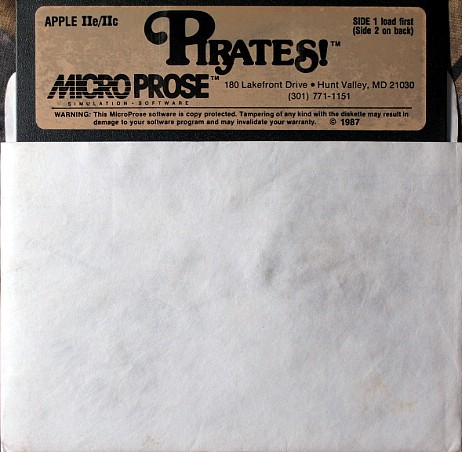 APPLE IIe/IIc
PIRATES!™
SIDE 1 load first
(Side 2 on back)
MICROPROSE™
SIMULATION • SOFTWARE
180 Lakefront Drive • Hunt Valley, MD 21030
(301) 771-1151
WARNING: This MicroProse software is copy protected. Tampering of any kind with the diskette may result in
damage to your software program and may invalidate your warranty. © 1987